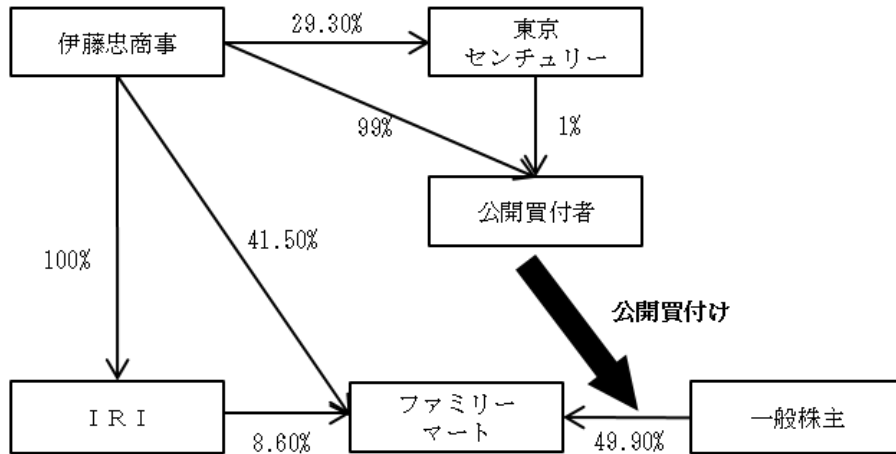 29.30%
伊藤忠商事
東京
センチュリー
99%
1%
公開買付者
100%
41.50%
公開買付け
IRI
8.60%
ファミリー
マート
49.90%
一般株主